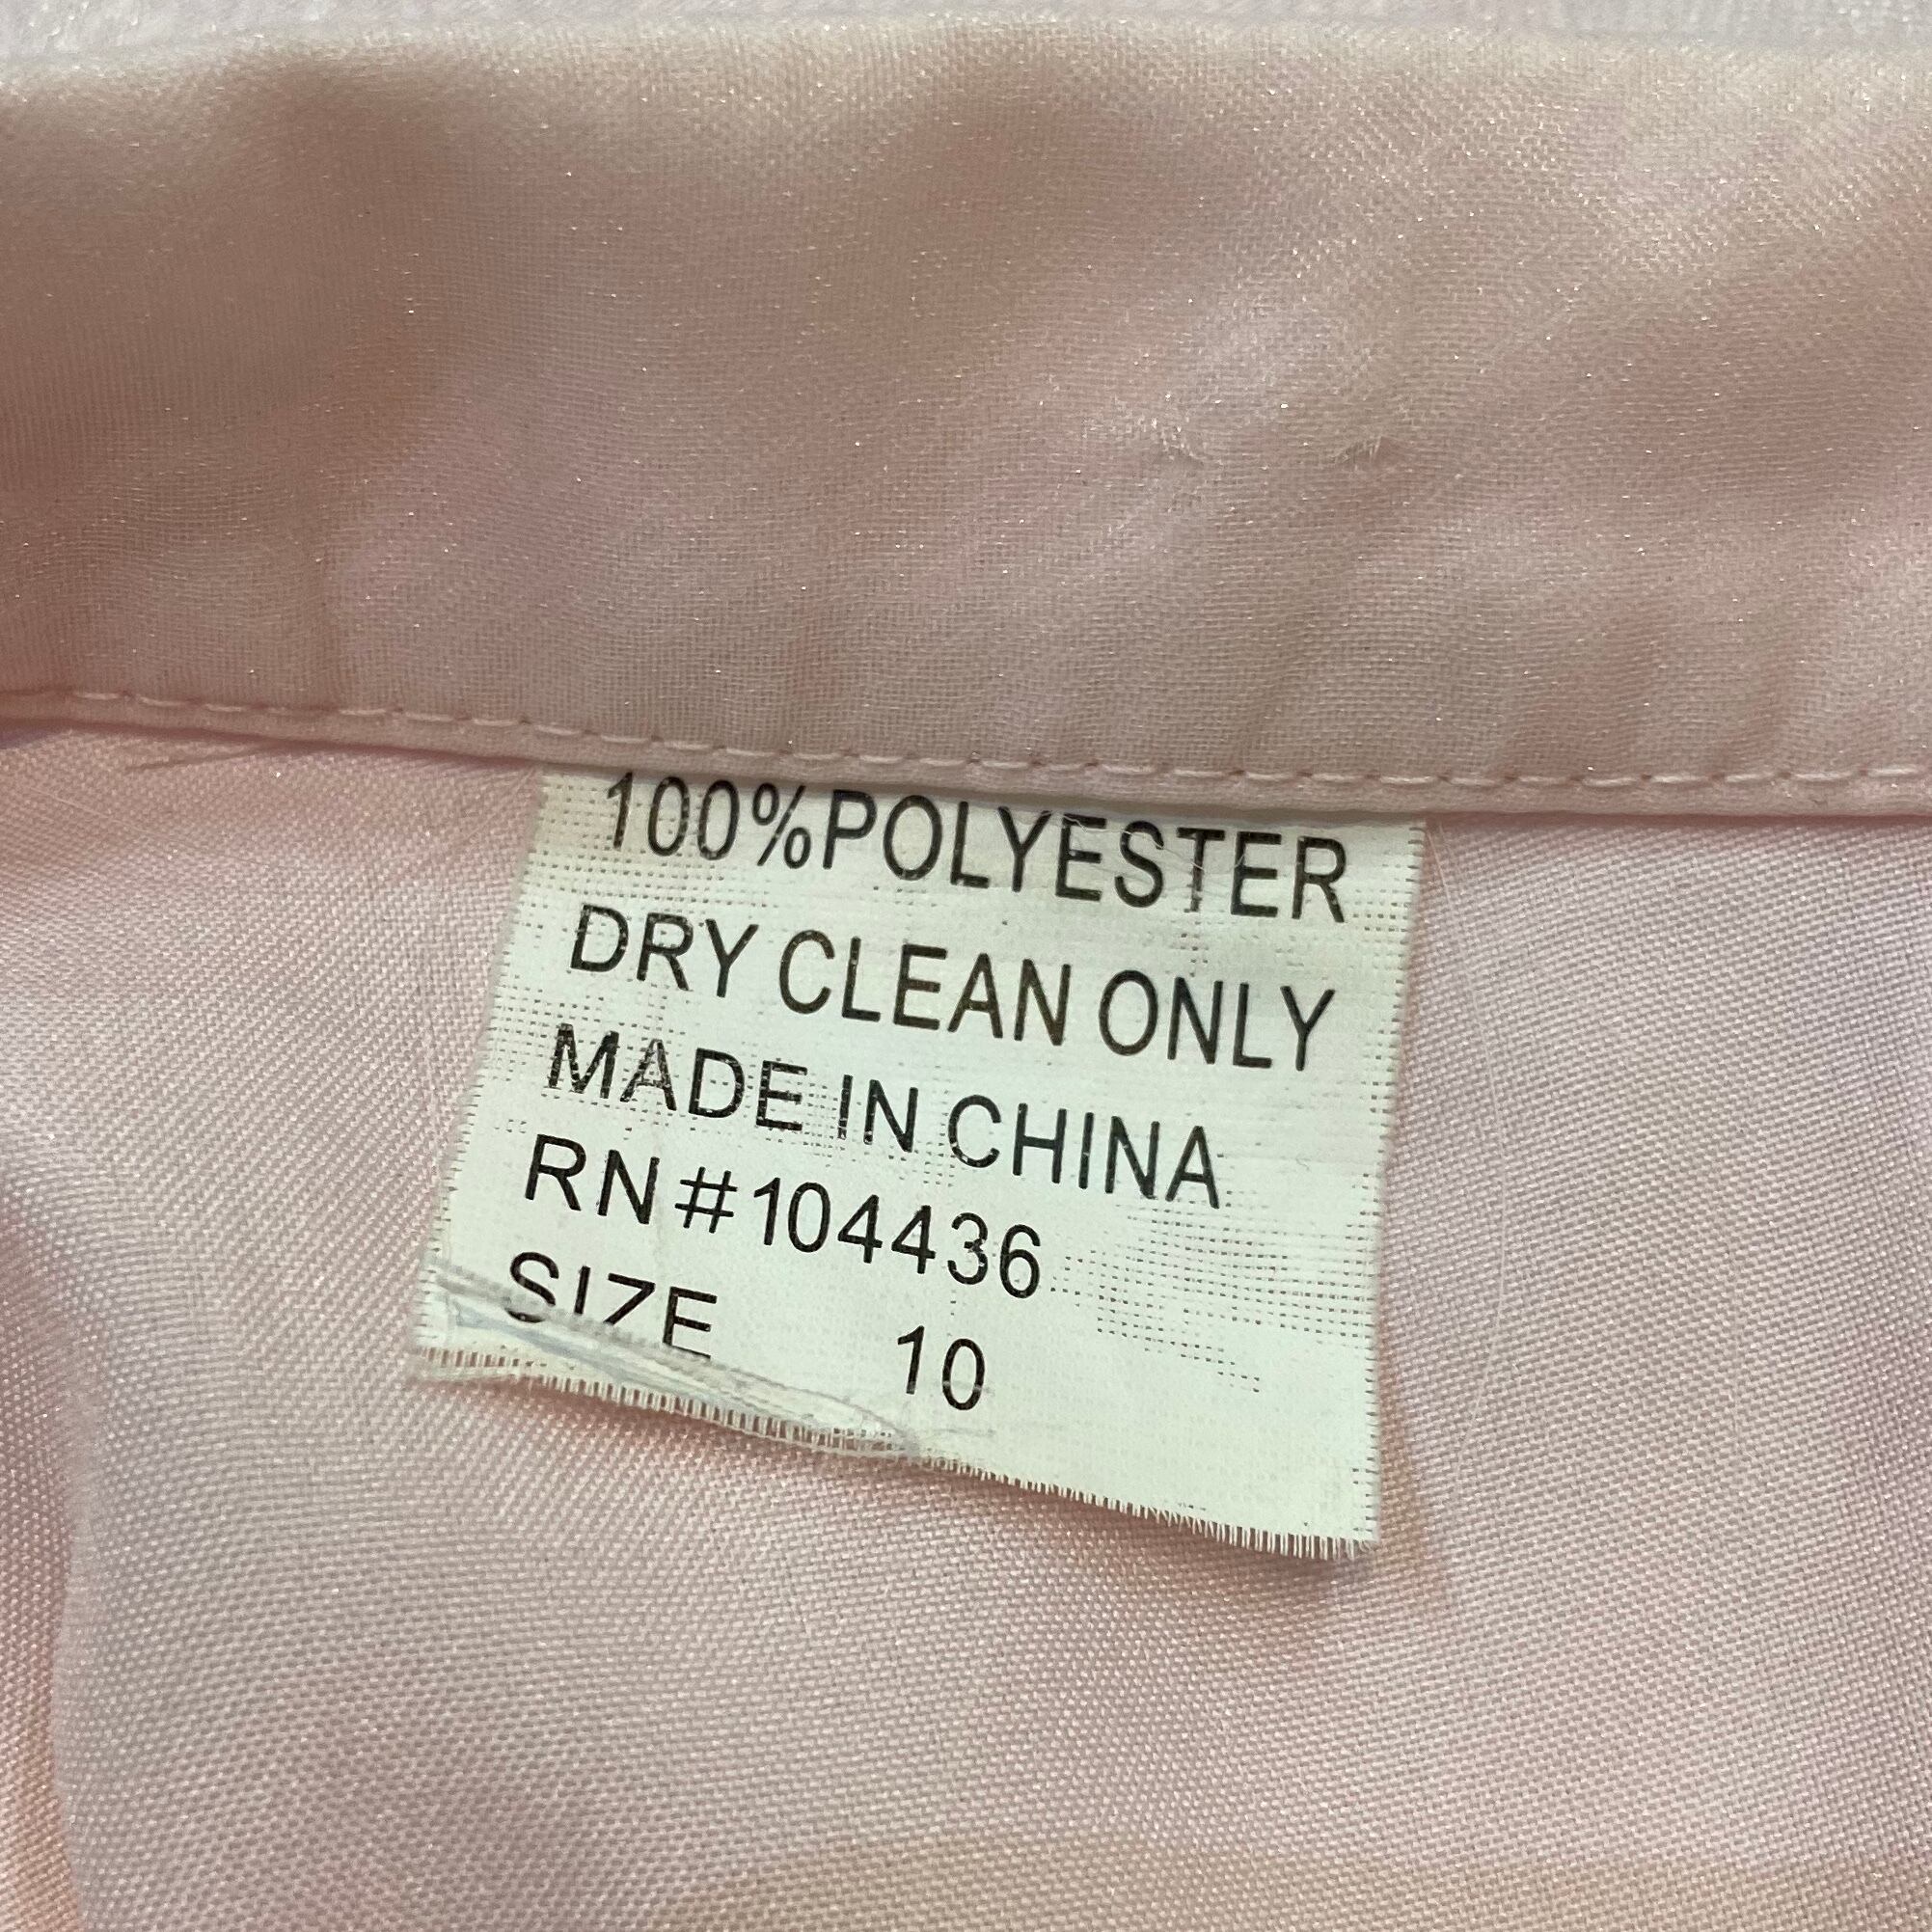 100%POLYESTER
DRY CLEAN ONLY
MADE IN CHINA
RN#104436
SIZE 10